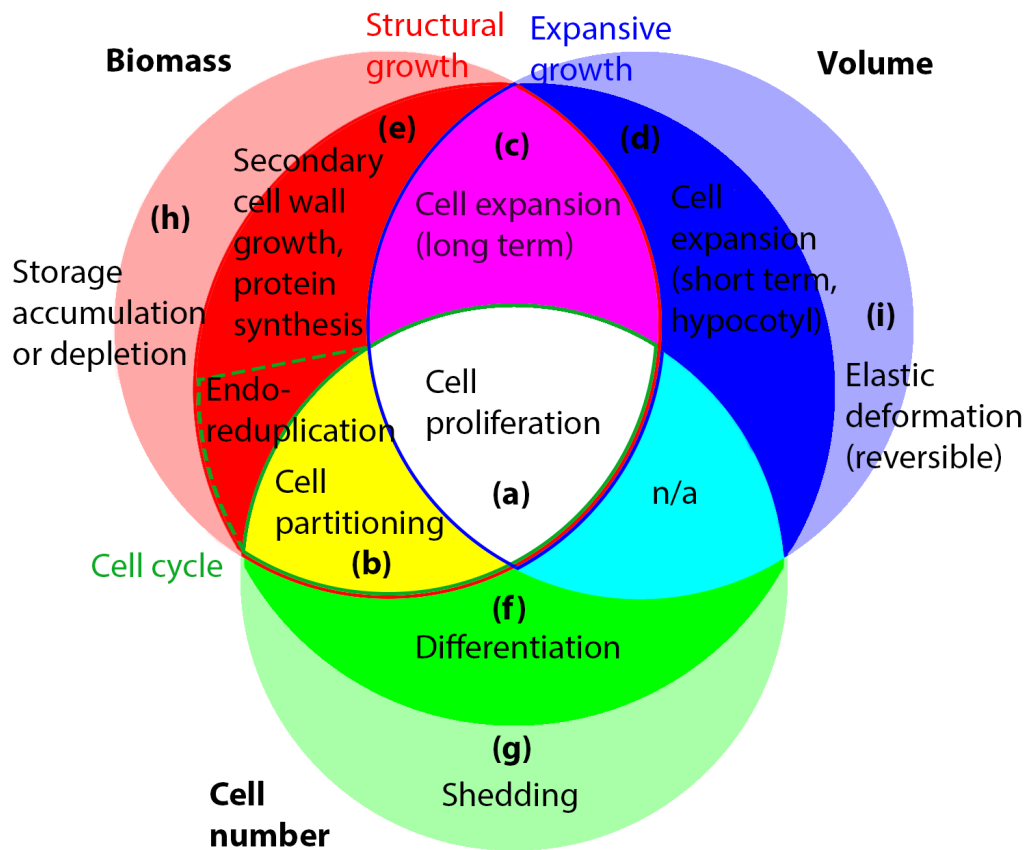 Structural
growth
Expansive
growth
Biomass
Volume
(e)
(c)
(d)
Secondary
cell wall
growth,
protein
synthesis
Cell expansion
(long term)
Cell
expansion
(short term,
hypocotyl)
(h)
Storage
accumulation
or depletion
(i)
Elastic
deformation
(reversible)
Endo-
reduplication
Cell
proliferation
(a)
Cell
partitioning
(b)
n/a
Cell cycle
(f)
Differentiation
(g)
Shedding
Cell
number